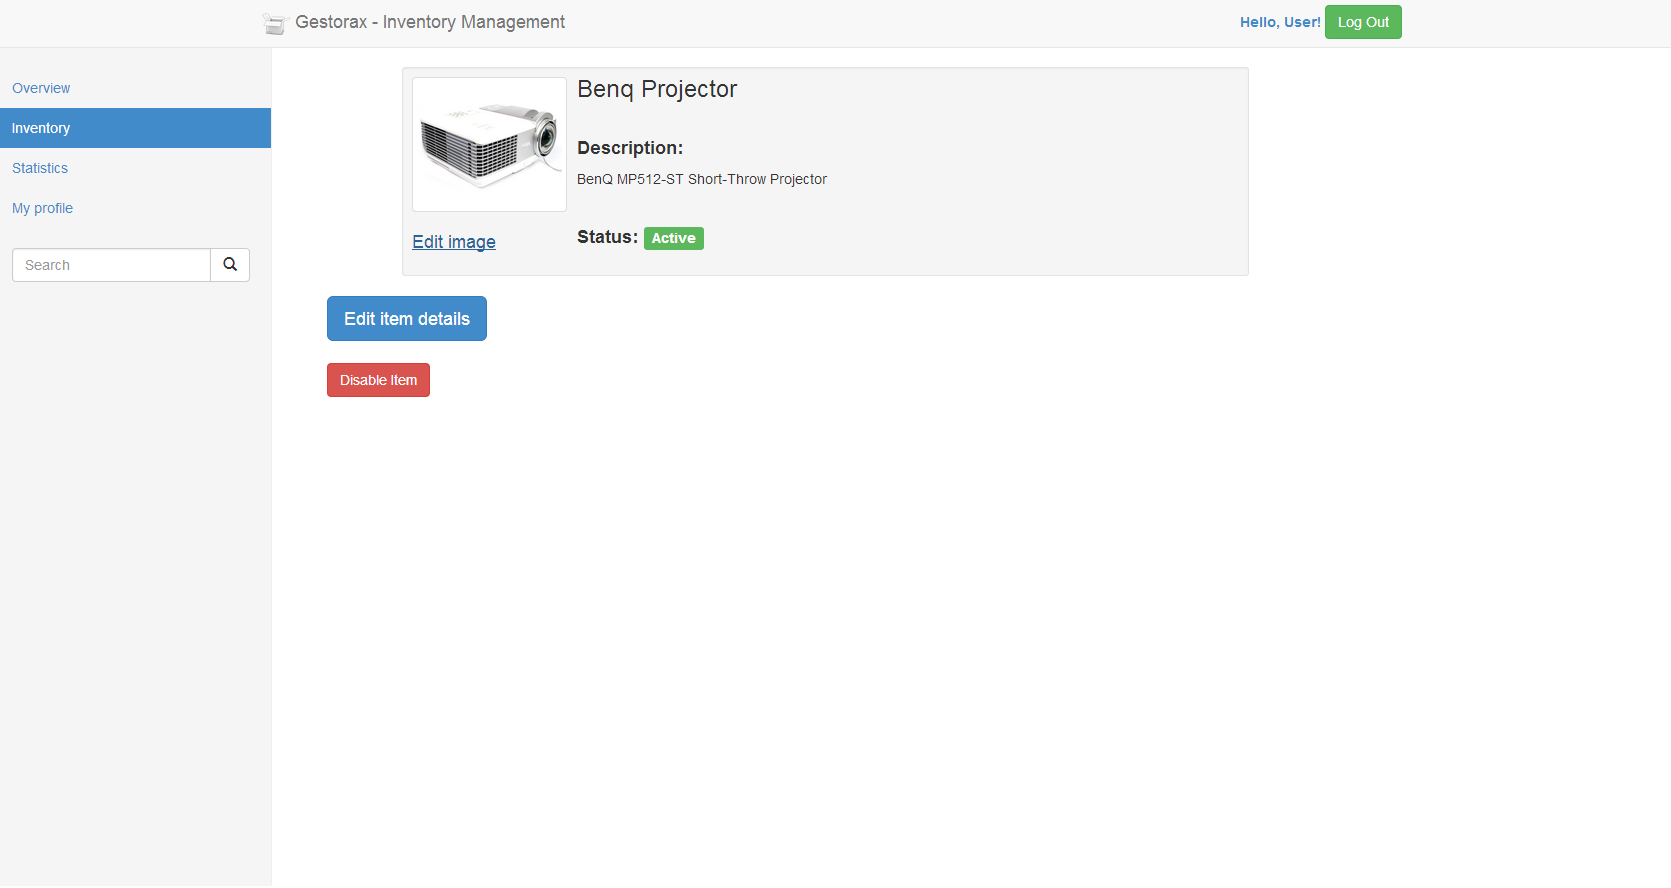 Gestorax - Inventory Management
Hello, User! Log Out
Overview
Inventory
Statistics
My profile
Search
Benq Projector
Description:
BenQ MP512-ST Short-Throw Projector
Edit image
Status: Active
Edit item details
Disable Item